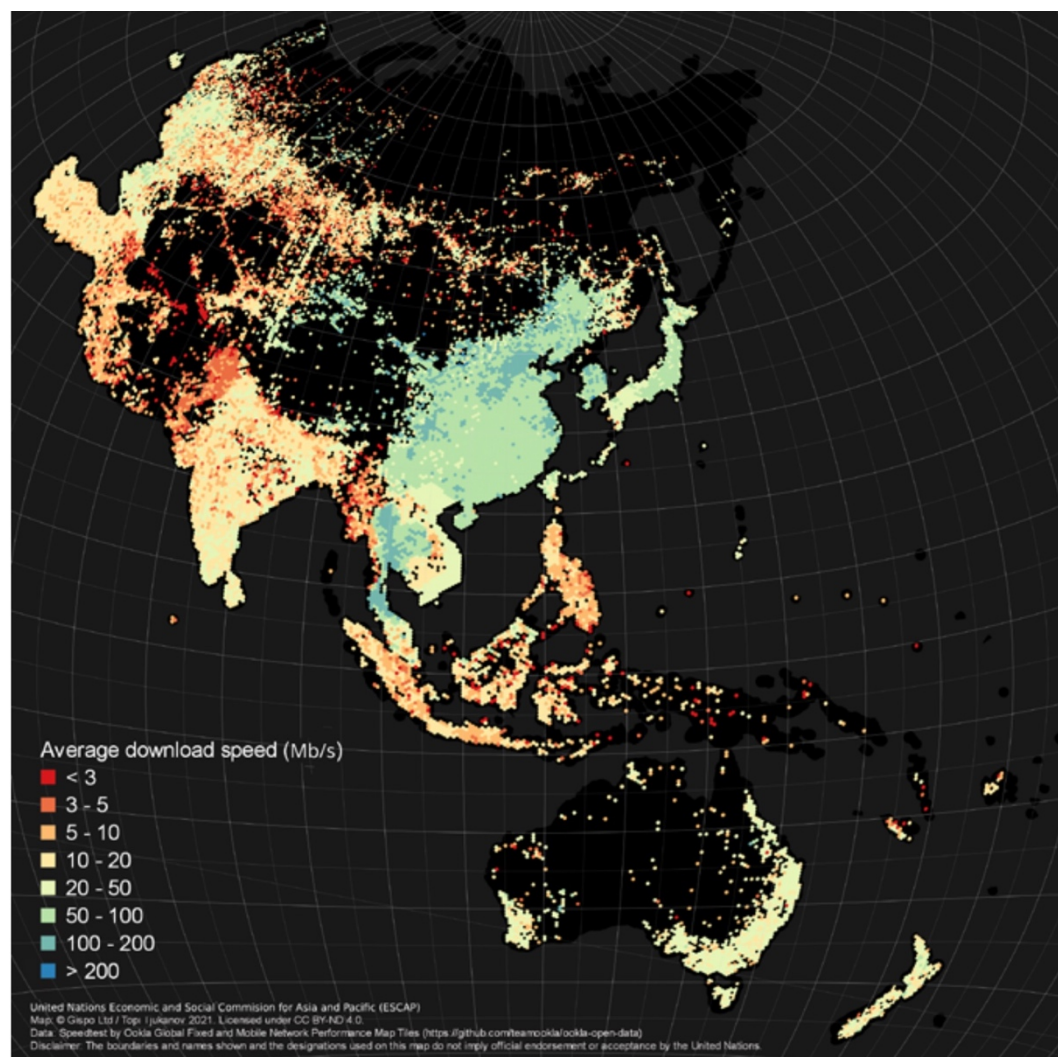 Average download speed (Mb/s)
< 3
3 - 5
5 - 10
10 - 20
20 - 50
50 - 100
100 - 200
> 200
United Nations Economic and Social Commision for Asia and Pacific (ESCAP)
Map: © Gispo Ltd / Topi Tjukanov 2021. Licensed under CC BY-ND 4.0.
Data: Speedtest by Ookla Global Fixed and Mobile Network Performance Map Tiles (https://github.com/teamookla/ookla-open-data)
Disclaimer: The boundaries and names shown and the designations used on this map do not imply official endorsement or acceptance by the United Nations.